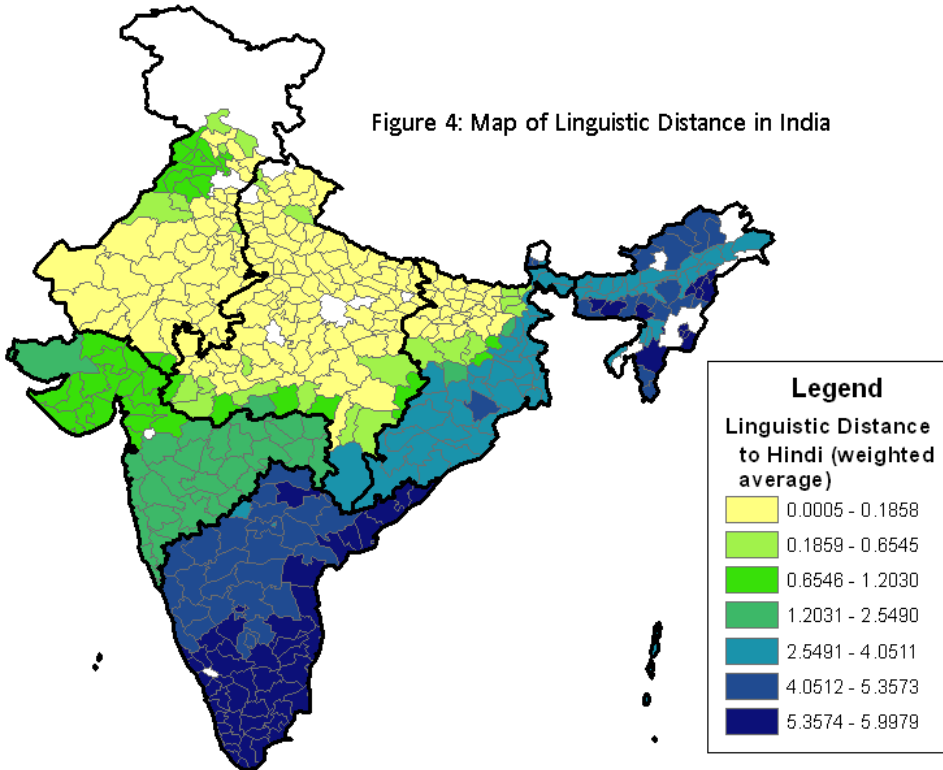 Figure 4: Map of Linguistic Distance in India
Legend
Linguistic Distance
to Hindi (weighted
average)
0.0005 - 0.1858
0.1859 - 0.6545
0.6546 - 1.2030
1.2031 - 2.5490
2.5491 - 4.0511
4.0512 - 5.3573
5.3574 - 5.9979